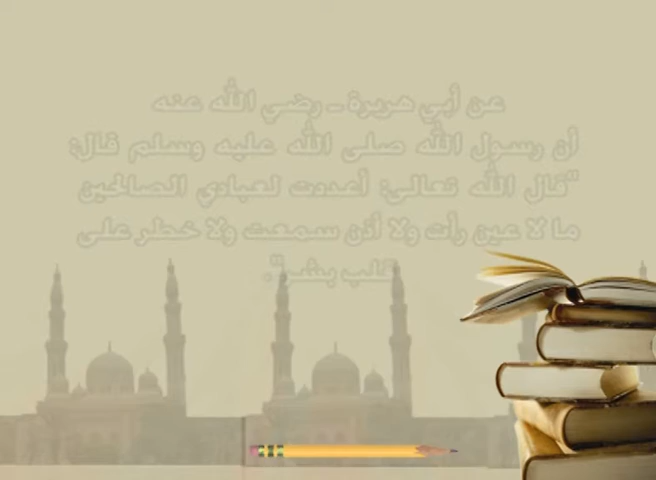 عن أبي هريرة ـ رضي الله عنه
أن رسول الله صلى الله عليه وسلم قال:
"قال الله تعالى: أعددت لعبادي الصالحين
ما لا عين رأت ولا أذن سمعت ولا خطر على
قلب بشر".